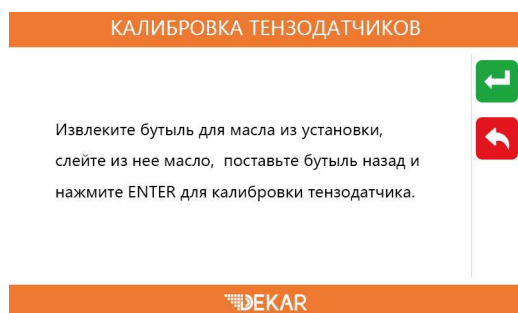 КАЛИБРОВКА ТЕНЗОДАТЧИКОВ
Извлеките бутыль для масла из установки,
слейте из нее масло, поставьте бутыль назад и
нажмите ENTER для калибровки тензодатчика.
DEKAR